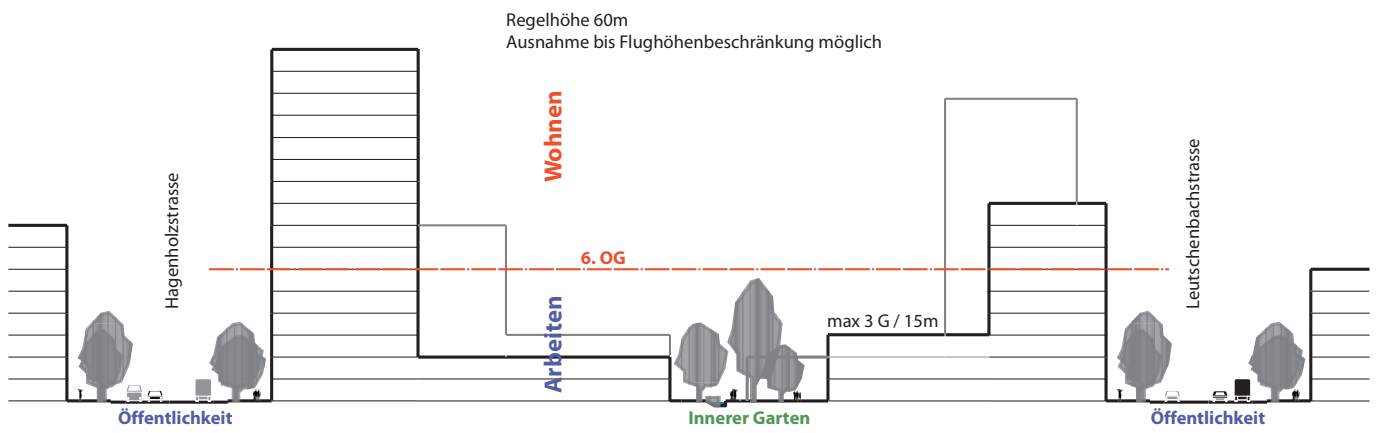 Regelhöhe 60m
Ausnahme bis Flughöhenbeschränkung möglich
Wohnen
Hagenholzstrasse
Leutschenbachstrasse
6. OG
Arbeiten
max 3 G / 15m
Öffentlichkeit
Innerer Garten
Öffentlichkeit